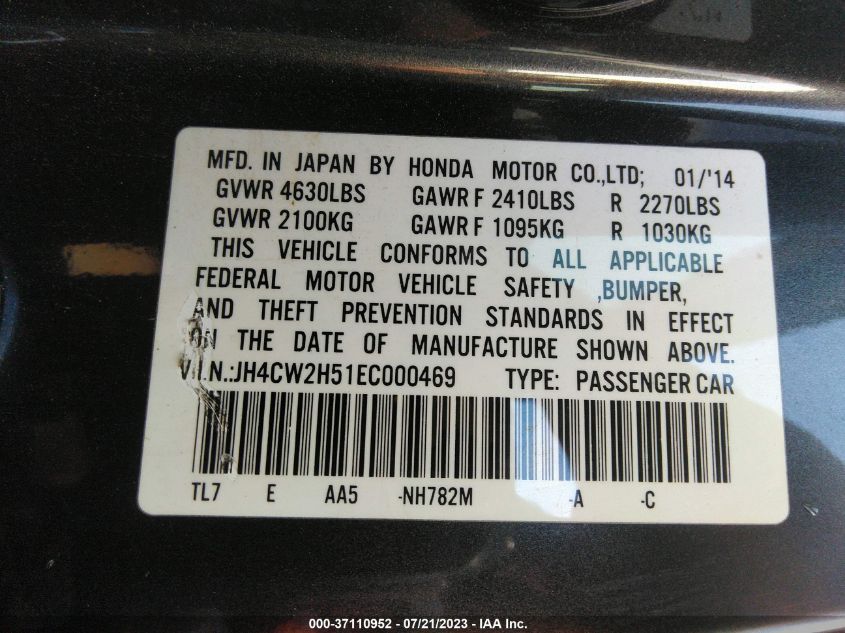 MFD. IN JAPAN BY HONDA MOTOR CO.,LTD; 01/'14
GVWR 4630LBS GAWR F 2410LBS R 2270LBS
GVWR 2100KG GAWR F 1095KG R 1030KG
THIS VEHICLE CONFORMS TO ALL APPLICABLE
FEDERAL MOTOR VEHICLE SAFETY ,BUMPER,
AND THEFT PREVENTION STANDARDS IN EFFECT
ON THE DATE OF MANUFACTURE SHOWN ABOVE.
V.I.N.:JH4CW2H51EC000469 TYPE: PASSENGER CAR
TL7 E AA5 -NH782M -A -C
000-37110952 - 07/21/2023 - IAA Inc.